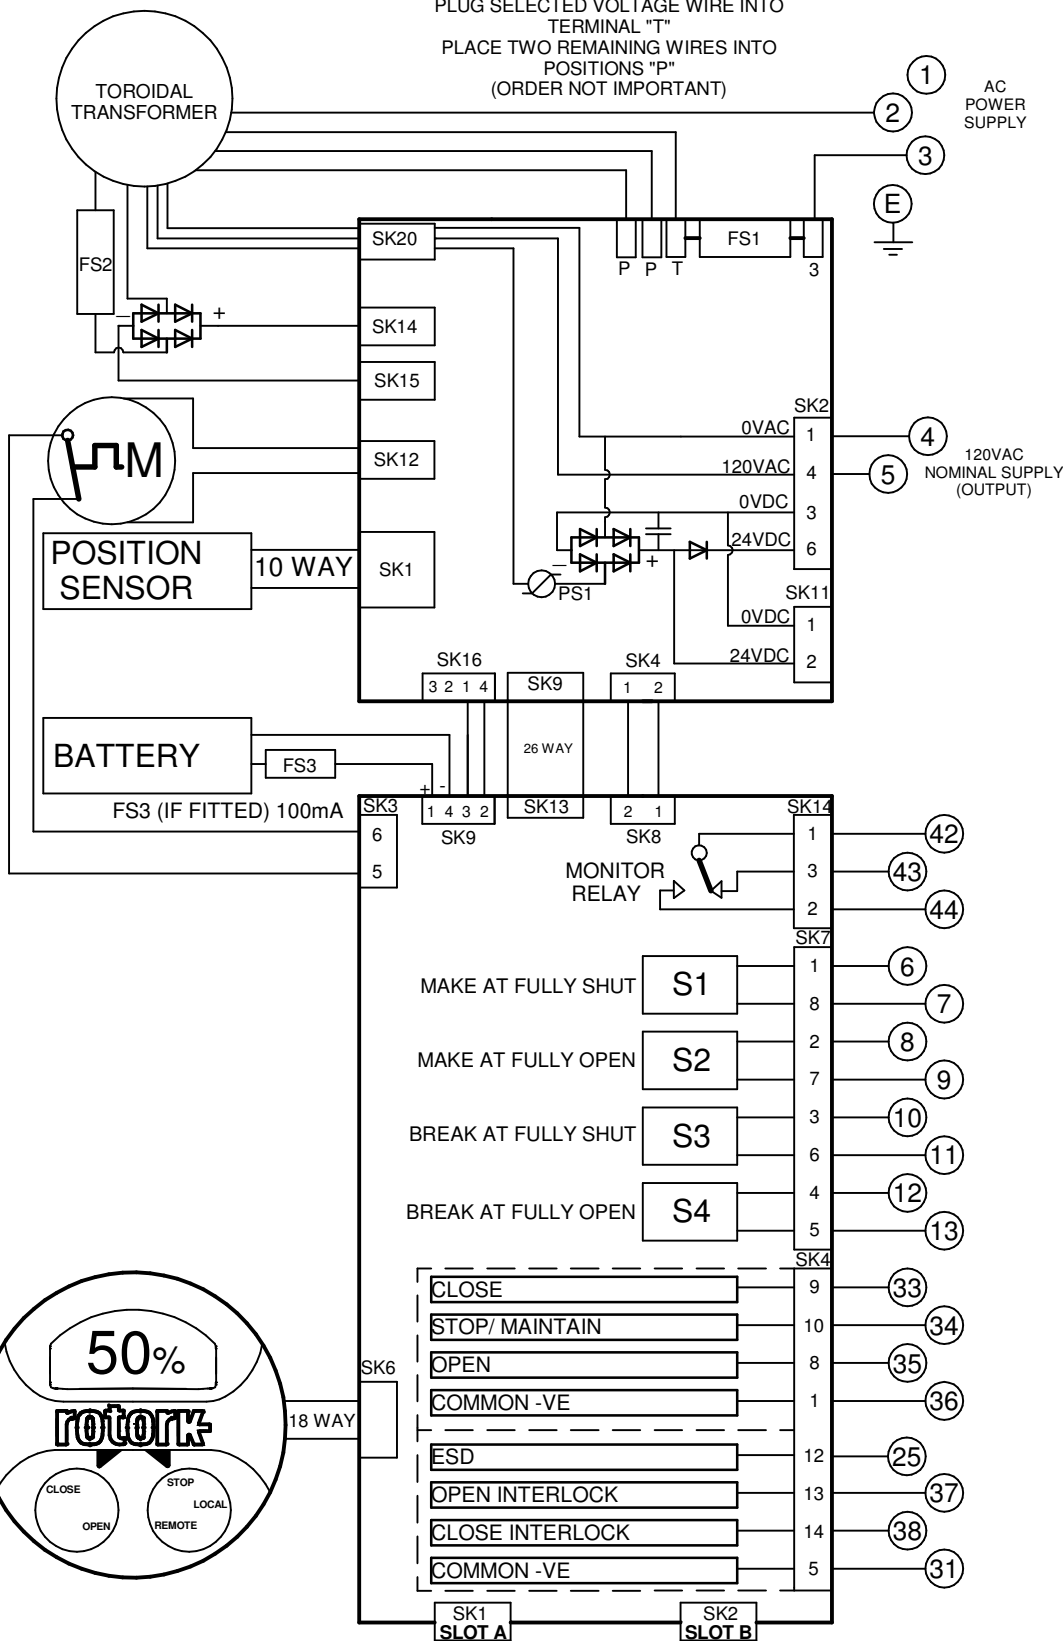 PLUG SELECTED VOLTAGE WIRE INTO
TERMINAL "T"
PLACE TWO REMAINING WIRES INTO
POSITIONS "P"
(ORDER NOT IMPORTANT)
TOROIDAL
TRANSFORMER
1
2
3
E
AC
POWER
SUPPLY
FS2
SK20
P P T
FS1
3
SK14
SK15
SK12
M
SK1
POSITION
SENSOR
10 WAY
SK2
0VAC 1
120VAC 4
0VDC 3
24VDC 6
4
5
120VAC
NOMINAL SUPPLY
(OUTPUT)
PS1
SK11
0VDC 1
24VDC 2
- +
- +
SK16
3 2 1 4
SK9
SK4
1 2
26 WAY
BATTERY
FS3
FS3 (IF FITTED) 100mA
+ -
SK3
6
5
1 4 3 2
SK9
SK13
2 1
SK8
SK14
MONITOR
RELAY
1 42
3 43
2 44
SK7
MAKE AT FULLY SHUT S1
1 6
8 7
MAKE AT FULLY OPEN S2
2 8
7 9
BREAK AT FULLY SHUT S3
3 10
6 11
BREAK AT FULLY OPEN S4
4 12
5 13
SK4
CLOSE 9 33
STOP/ MAINTAIN 10 34
OPEN 8 35
COMMON -VE 1 36
ESD 12 25
OPEN INTERLOCK 13 37
CLOSE INTERLOCK 14 38
COMMON -VE 5 31
50%
rotork
CLOSE
OPEN
STOP
LOCAL
REMOTE
18 WAY
SK6
SK1
SLOT A
SK2
SLOT B